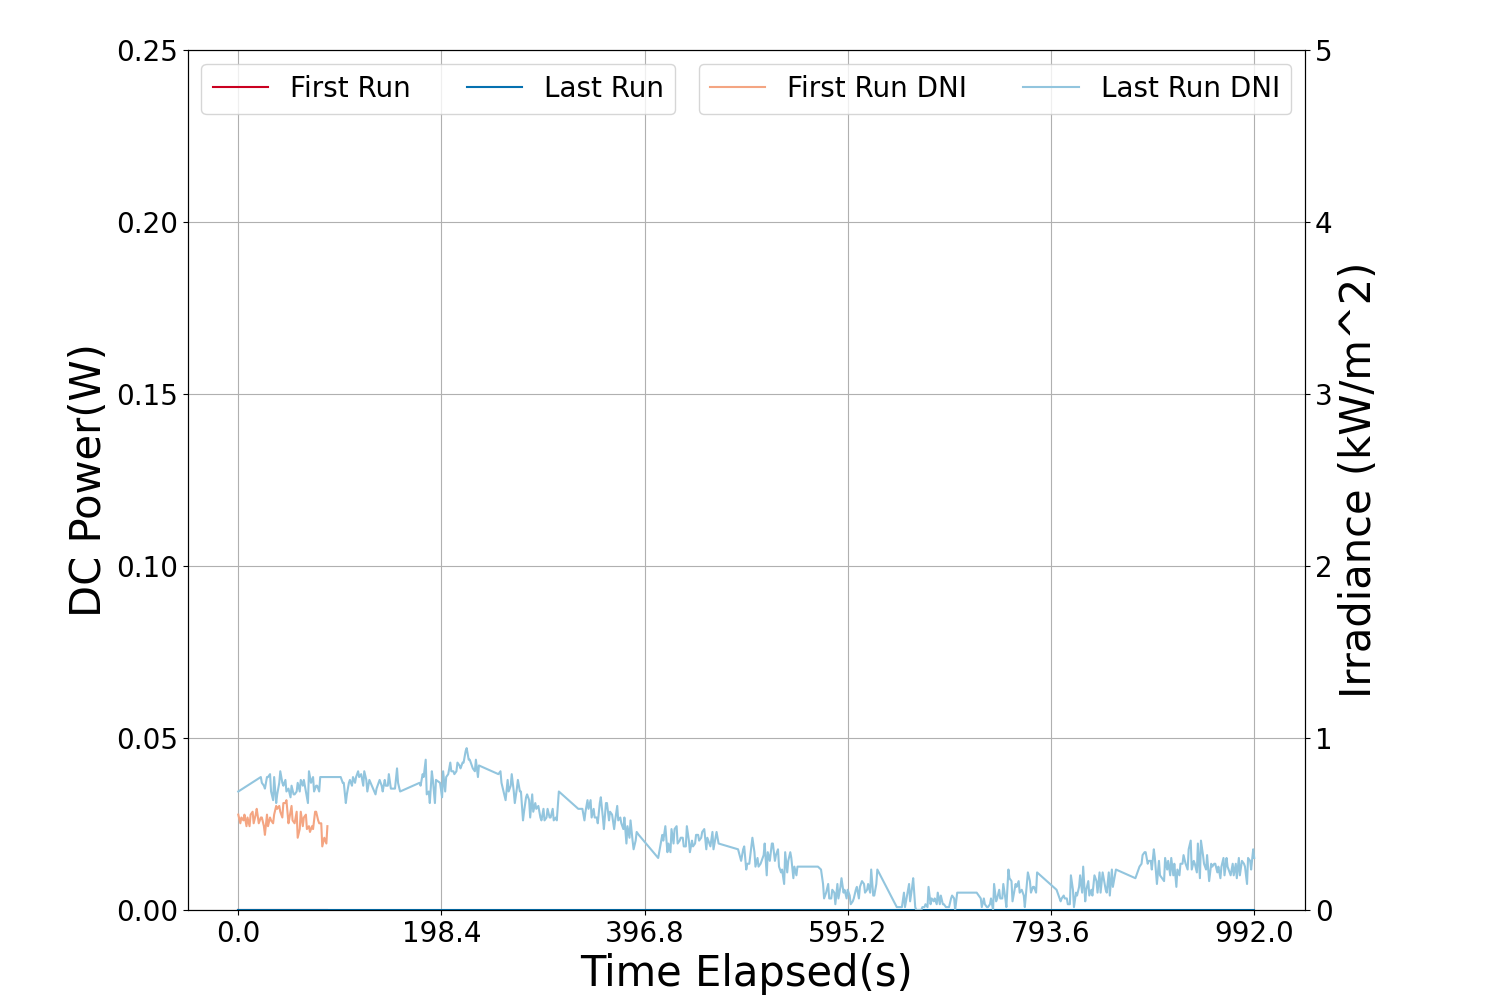 First Run
Last Run
First Run DNI
Last Run DNI
DC Power(W)
0.25
0.20
0.15
0.10
0.05
0.00
5
4
3
2
1
0
Irradiance (kW/m^2)
0.0
198.4
396.8
595.2
793.6
992.0
Time Elapsed(s)